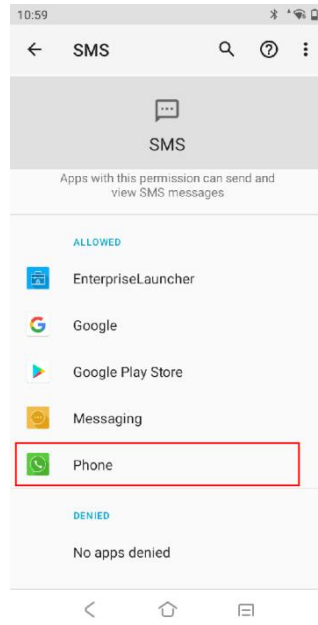 10:59
SMS
SMS
Apps with this permission can send and
view SMS messages
ALLOWED
EnterpriseLauncher
Google
Google Play Store
Messaging
Phone
DENIED
No apps denied